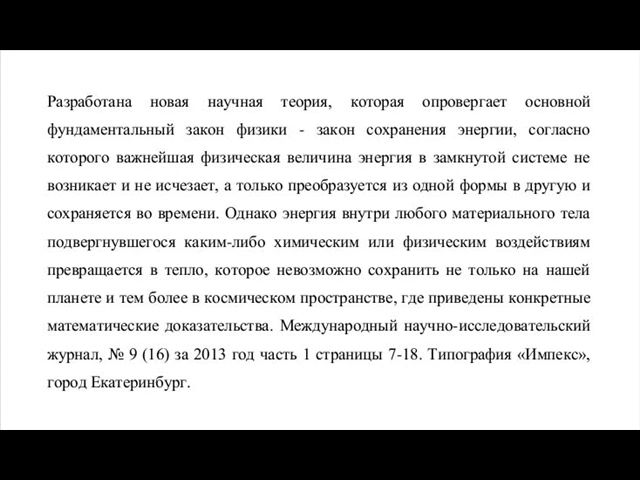 Разработана новая научная теория, которая опровергает основной
фундаментальный закон физики - закон сохранения энергии, согласно
которого важнейшая физическая величина энергия в замкнутой системе не
возникает и не исчезает, а только преобразуется из одной формы в другую и
сохраняется во времени. Однако энергия внутри любого материального тела
подвергнувшегося каким-либо химическим или физическим воздействиям
превращается в тепло, которое невозможно сохранить не только на нашей
планете и тем более в космическом пространстве, где приведены конкретные
математические доказательства. Международный научно-исследовательский
журнал, № 9 (16) за 2013 год часть 1 страницы 7-18. Типография «Импекс»,
город Екатеринбург.